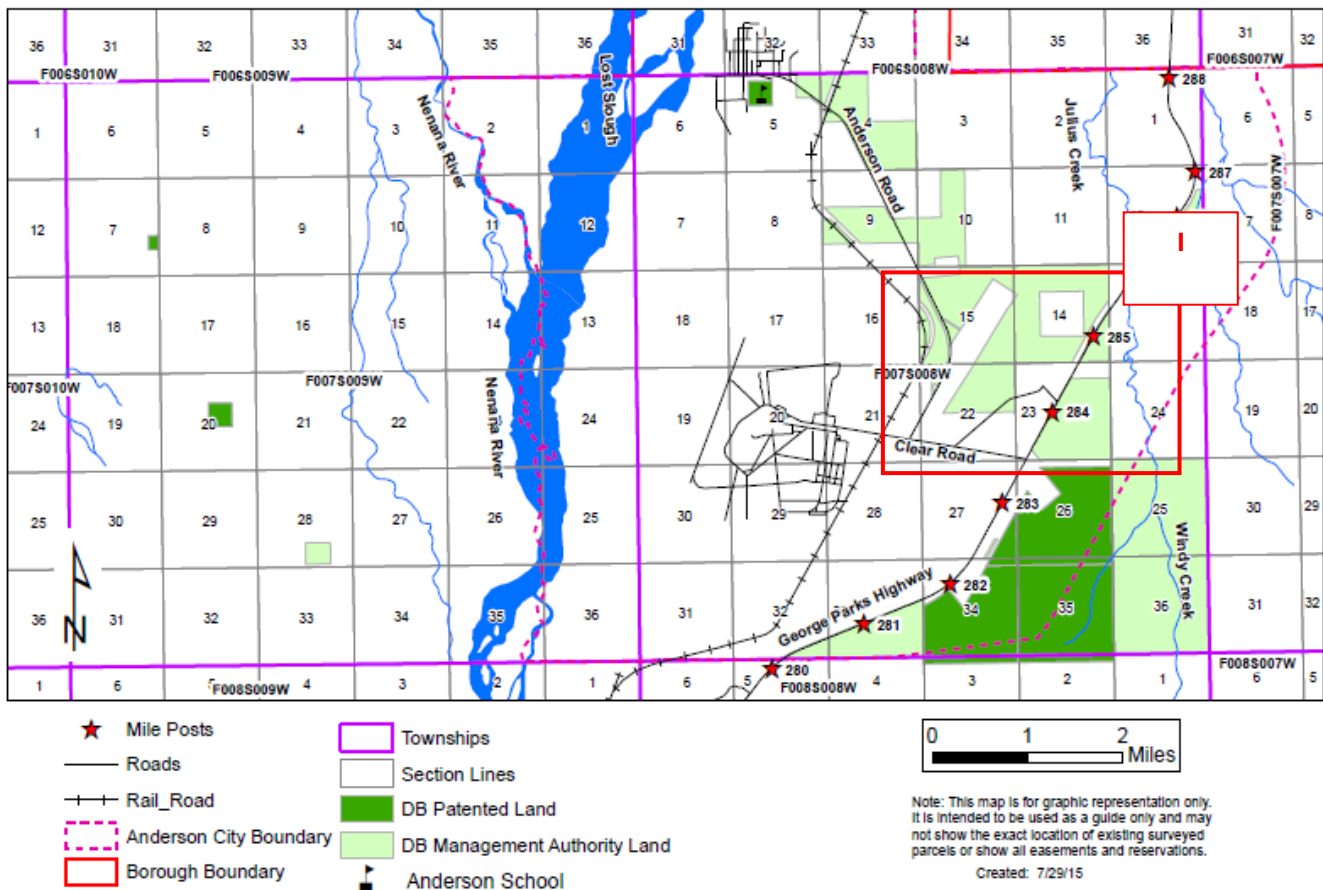 36 31 32 33 34 35 36 31 32 33 34 35 36 31 32
F006S010W F006S009W F006S008W F006S007W
Lost Slough
288
1 6 5 4 3 2 1 6 5 4 3 2 1 6 5
Nenana River
Anderson Road
Julius Creek
287
F007S007W
12 7 8 9 10 11 12 7 8 9 10 11 7 8
I
13 18 17 16 15 14 13 18 17 16 15 14 18 17
285
F007S010W F007S009W F007S008W
24 19 20 21 22 Nenana River 24 19 20 21 22 23 24 19 20
284
Clear Road
25 30 29 28 27 26 25 30 29 28 27 26 25 30 29
283
Windy Creek
282
George Parks Highway
36 31 32 33 34 35 36 31 32 34 35 36 31 32
281
280
F008S009W F008S008W F008S007W
1 6 4 3 2 1 6 5 4 3 2 1 6 5
N
Mile Posts
Roads
Rail_Road
Anderson City Boundary
Borough Boundary
Townships
Section Lines
DB Patented Land
DB Management Authority Land
Anderson School
0 1 2
Miles
Note: This map is for graphic representation only.
It is intended to be used as a guide only and may
not show the exact location of existing surveyed
parcels or show all easements and reservations.
Created: 7/29/15